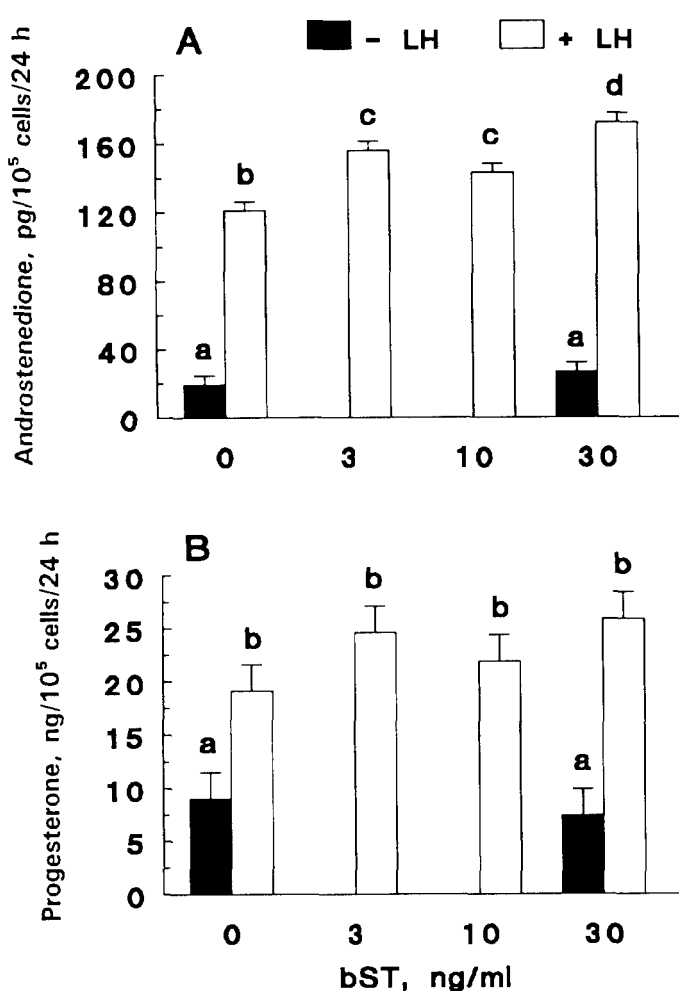 A
- LH
+ LH
Androstenedione, pg/10⁵ cells/24 h
200
160
120
80
40
0
a
b
c
c
a
d
0 3 10 30
B
Progesterone, ng/10⁵ cells/24 h
30
25
20
15
10
5
0
a
b
b
b
a
b
0 3 10 30
bST, ng/ml